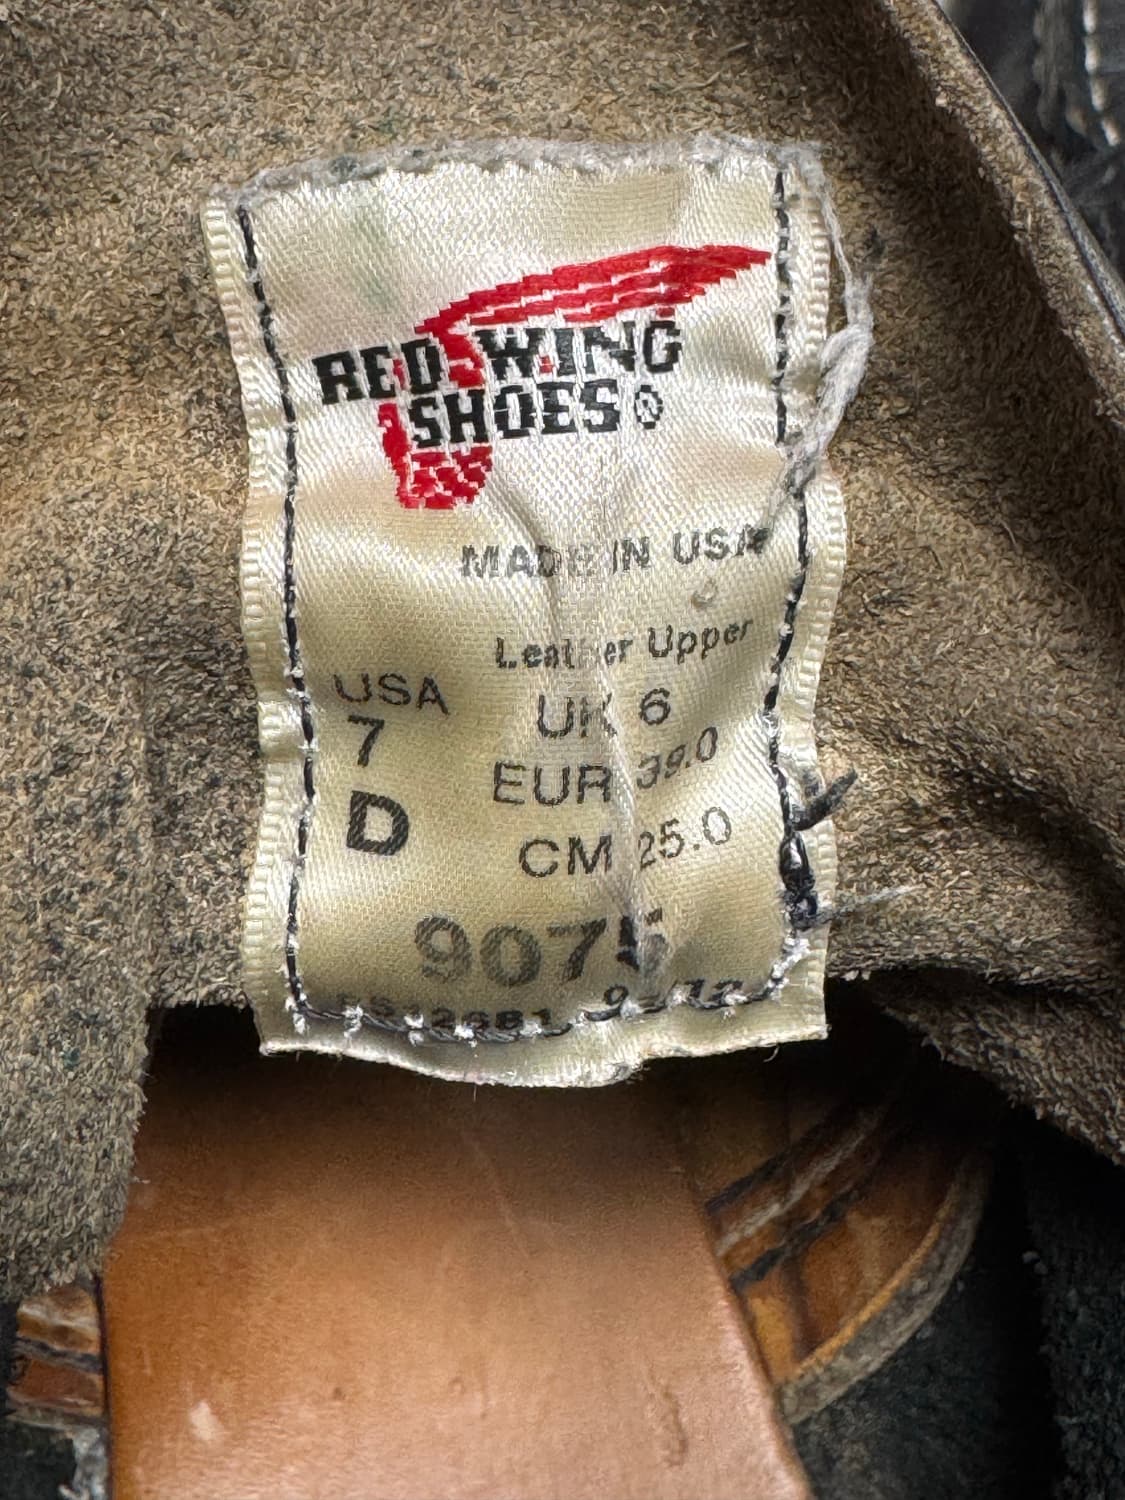 RED WING
SHOES®
MADE IN USA
Leather Upper
USA
7
D
UK 6
EUR 39.0
CM 25.0
9075